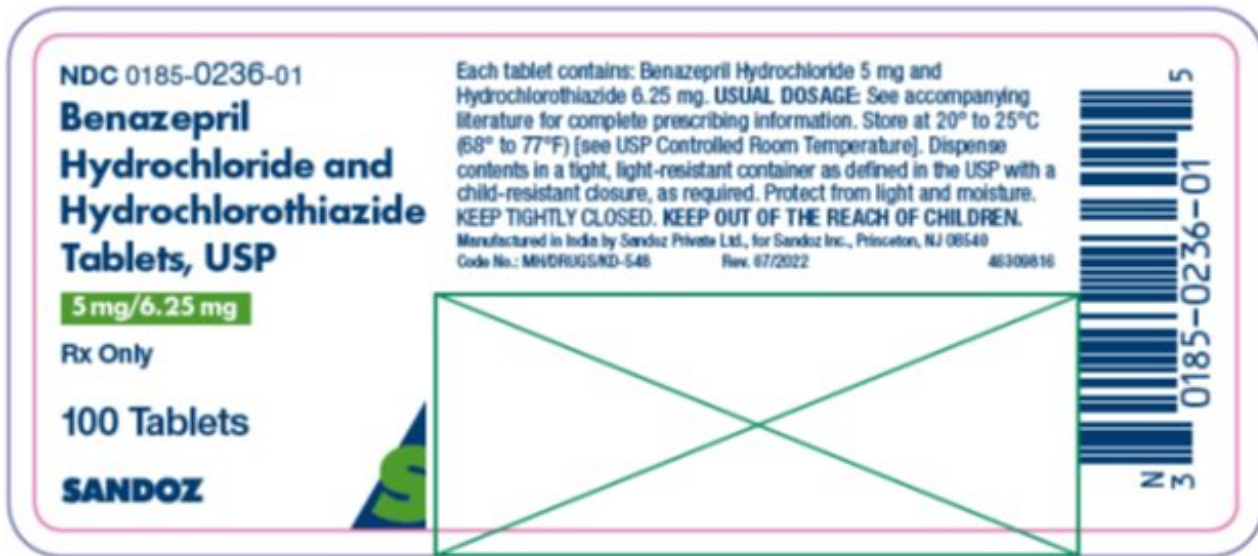 NDC 0185-0236-01
Benazepril
Hydrochloride and
Hydrochlorothiazide
Tablets, USP
5 mg/6.25 mg
Rx Only
100 Tablets
SANDOZ
S
Each tablet contains: Benazepril Hydrochloride 5 mg and
Hydrochlorothiazide 6.25 mg. USUAL DOSAGE: See accompanying
literature for complete prescribing information. Store at 20° to 25°C
(68° to 77°F) [see USP Controlled Room Temperature]. Dispense
contents in a tight, light-resistant container as defined in the USP with a
child-resistant closure, as required. Protect from light and moisture.
KEEP TIGHTLY CLOSED. KEEP OUT OF THE REACH OF CHILDREN.
Manufactured in India by Sandoz Private Ltd., for Sandoz Inc., Princeton, NJ 08540
Code No.: MH/DRUGS/KD-548 Rev. 07/2022 46309816
N
3 0185-0236-01 5